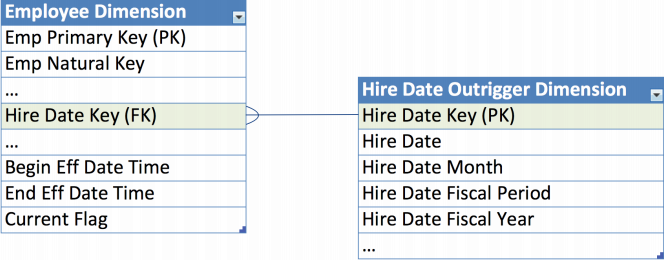 Employee Dimension
Emp Primary Key (PK)
Emp Natural Key
...
Hire Date Key (FK)
...
Begin Eff Date Time
End Eff Date Time
Current Flag
Hire Date Outrigger Dimension
Hire Date Key (PK)
Hire Date
Hire Date Month
Hire Date Fiscal Period
Hire Date Fiscal Year
...